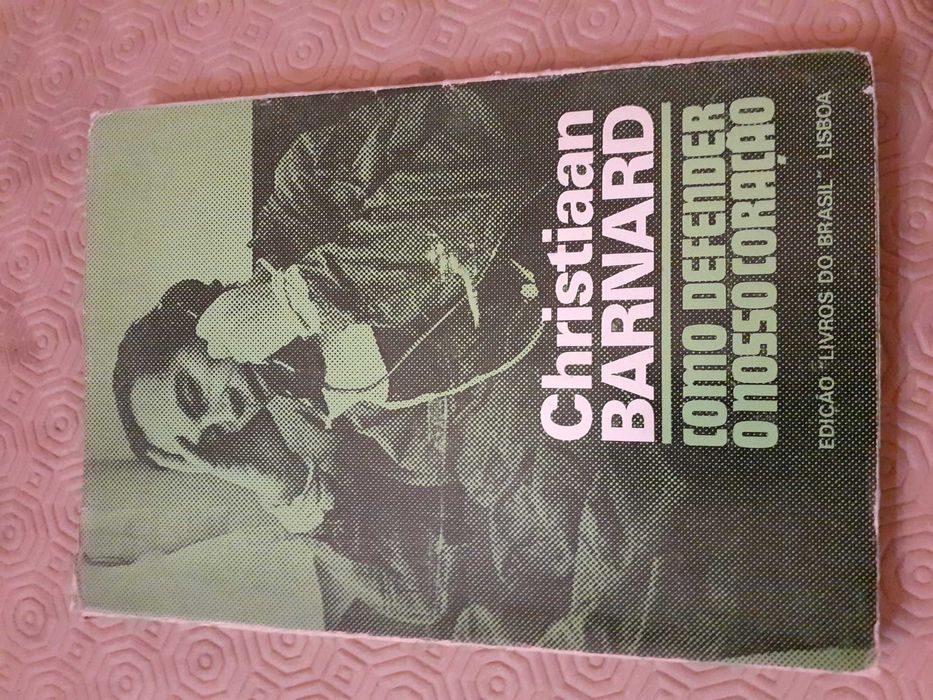 Christiaan
BARNARD
COMO DEFENDER
O NOSSO CORAÇÃO
EDIÇÃO "LIVROS DO BRASIL" LISBOA